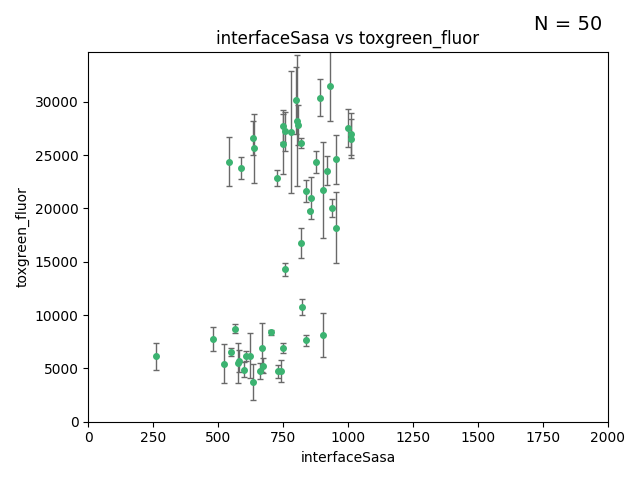 N = 50
interfaceSasa vs toxgreen_fluor
30000
25000
20000
15000
10000
5000
0
toxgreen_fluor
0 250 500 750 1000 1250 1500 1750 2000
interfaceSasa